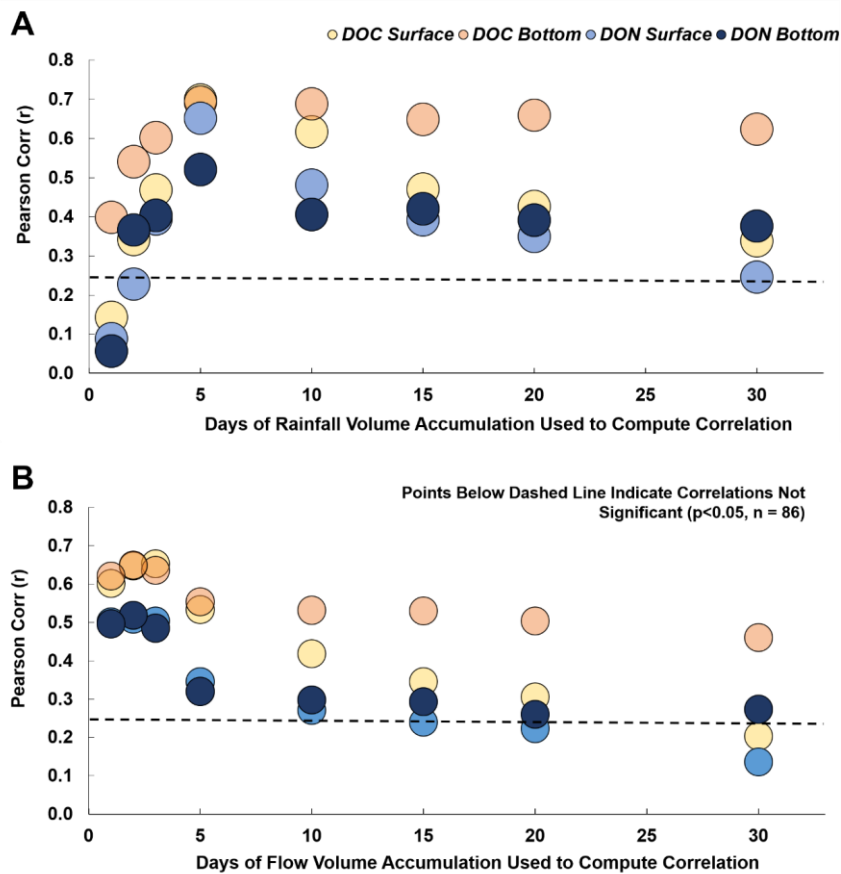 A
DOC Surface DOC Bottom DON Surface DON Bottom
0.8
0.7
0.6
0.5
0.4
0.3
0.2
0.1
0.0
Pearson Corr (r)
0 5 10 15 20 25 30
Days of Rainfall Volume Accumulation Used to Compute Correlation
B
Points Below Dashed Line Indicate Correlations Not
Significant (p<0.05, n = 86)
0.8
0.7
0.6
0.5
0.4
0.3
0.2
0.1
0.0
Pearson Corr (r)
0 5 10 15 20 25 30
Days of Flow Volume Accumulation Used to Compute Correlation